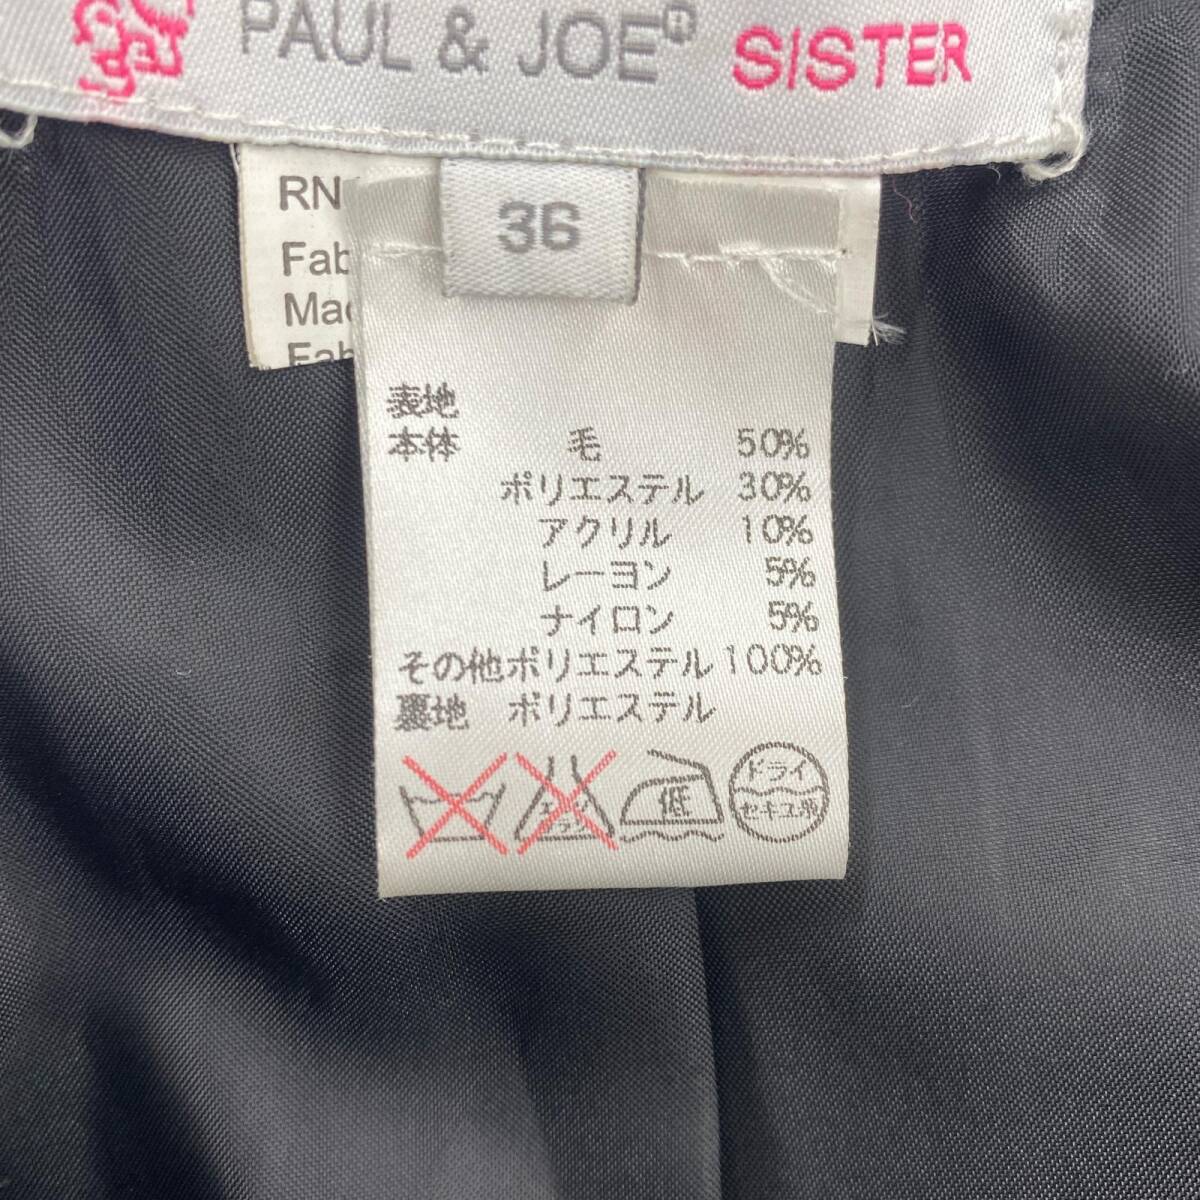 PAUL & JOE® SISTER
36
RN
Fab
Mad
Fab
表地
本体 毛 50%
ポリエステル 30%
アクリル 10%
レーヨン 5%
ナイロン 5%
その他ポリエステル 100%
裏地 ポリエステル
エンソ
低
ドライ
セキユ系